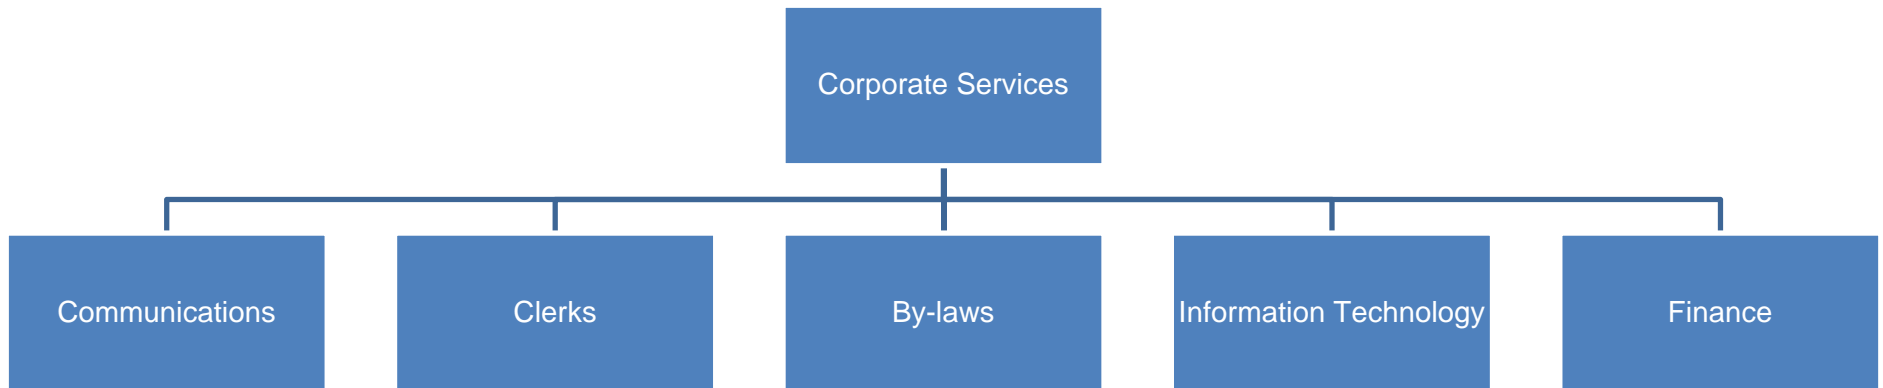 Corporate Services
Communications
Clerks
By-laws
Information Technology
Finance